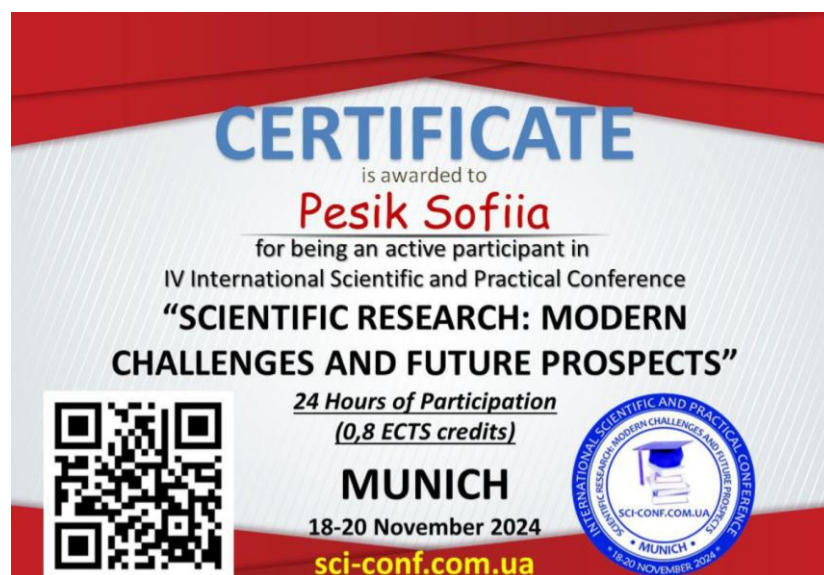 CERTIFICATE
is awarded to
Pesik Sofiia
for being an active participant in
IV International Scientific and Practical Conference
“SCIENTIFIC RESEARCH: MODERN
CHALLENGES AND FUTURE PROSPECTS”
24 Hours of Participation
(0,8 ECTS credits)
MUNICH
18-20 November 2024
sci-conf.com.ua
INTERNATIONAL SCIENTIFIC AND PRACTICAL CONFERENCE
SCIENTIFIC RESEARCH: MODERN CHALLENGES AND FUTURE PROSPECTS
SCI-CONF.COM.UA
• MUNICH •
• 18-20 NOVEMBER 2024 •